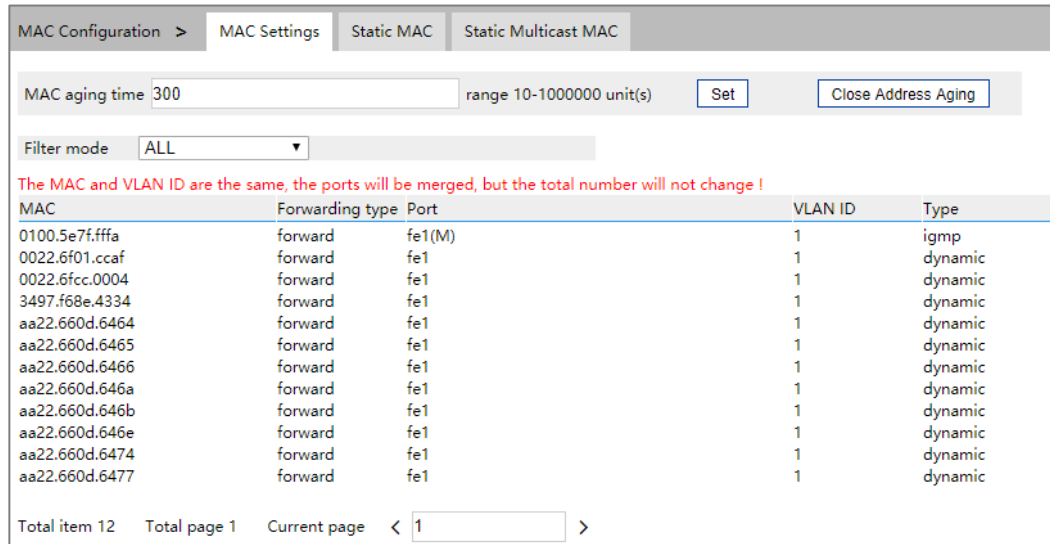 MAC Configuration > MAC Settings Static MAC Static Multicast MAC
MAC aging time 300 range 10-1000000 unit(s) Set Close Address Aging
Filter mode ALL
The MAC and VLAN ID are the same, the ports will be merged, but the total number will not change !
MAC Forwarding type Port VLAN ID Type
0100.5e7f.fffa forward fe1(M) 1 igmp
0022.6f01.ccaf forward fe1 1 dynamic
0022.6fcc.0004 forward fe1 1 dynamic
3497.f68e.4334 forward fe1 1 dynamic
aa22.660d.6464 forward fe1 1 dynamic
aa22.660d.6465 forward fe1 1 dynamic
aa22.660d.6466 forward fe1 1 dynamic
aa22.660d.646a forward fe1 1 dynamic
aa22.660d.646b forward fe1 1 dynamic
aa22.660d.646e forward fe1 1 dynamic
aa22.660d.6474 forward fe1 1 dynamic
aa22.660d.6477 forward fe1 1 dynamic
Total item 12 Total page 1 Current page < 1 >